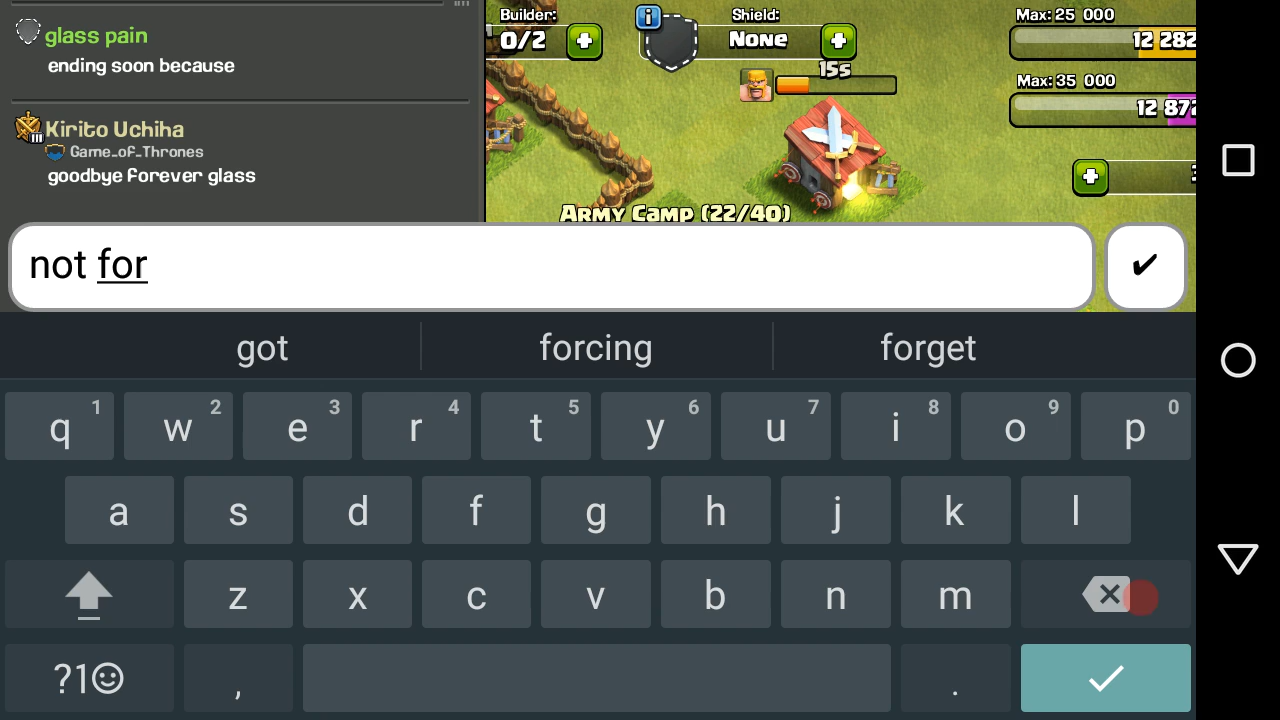 glass pain
ending soon because
Kirito Uchiha
Game_of_Thrones
goodbye forever glass
Builder:
0/2
Shield:
None
15s
Max: 25 000
12 282
Max: 35 000
12 872
Army Camp (22/40)
not for
got forcing forget
q 1 w 2 e 3 r 4 t 5 y 6 u 7 i 8 o 9 p 0
a s d f g h j k l
z x c v b n m
?1☺ , .